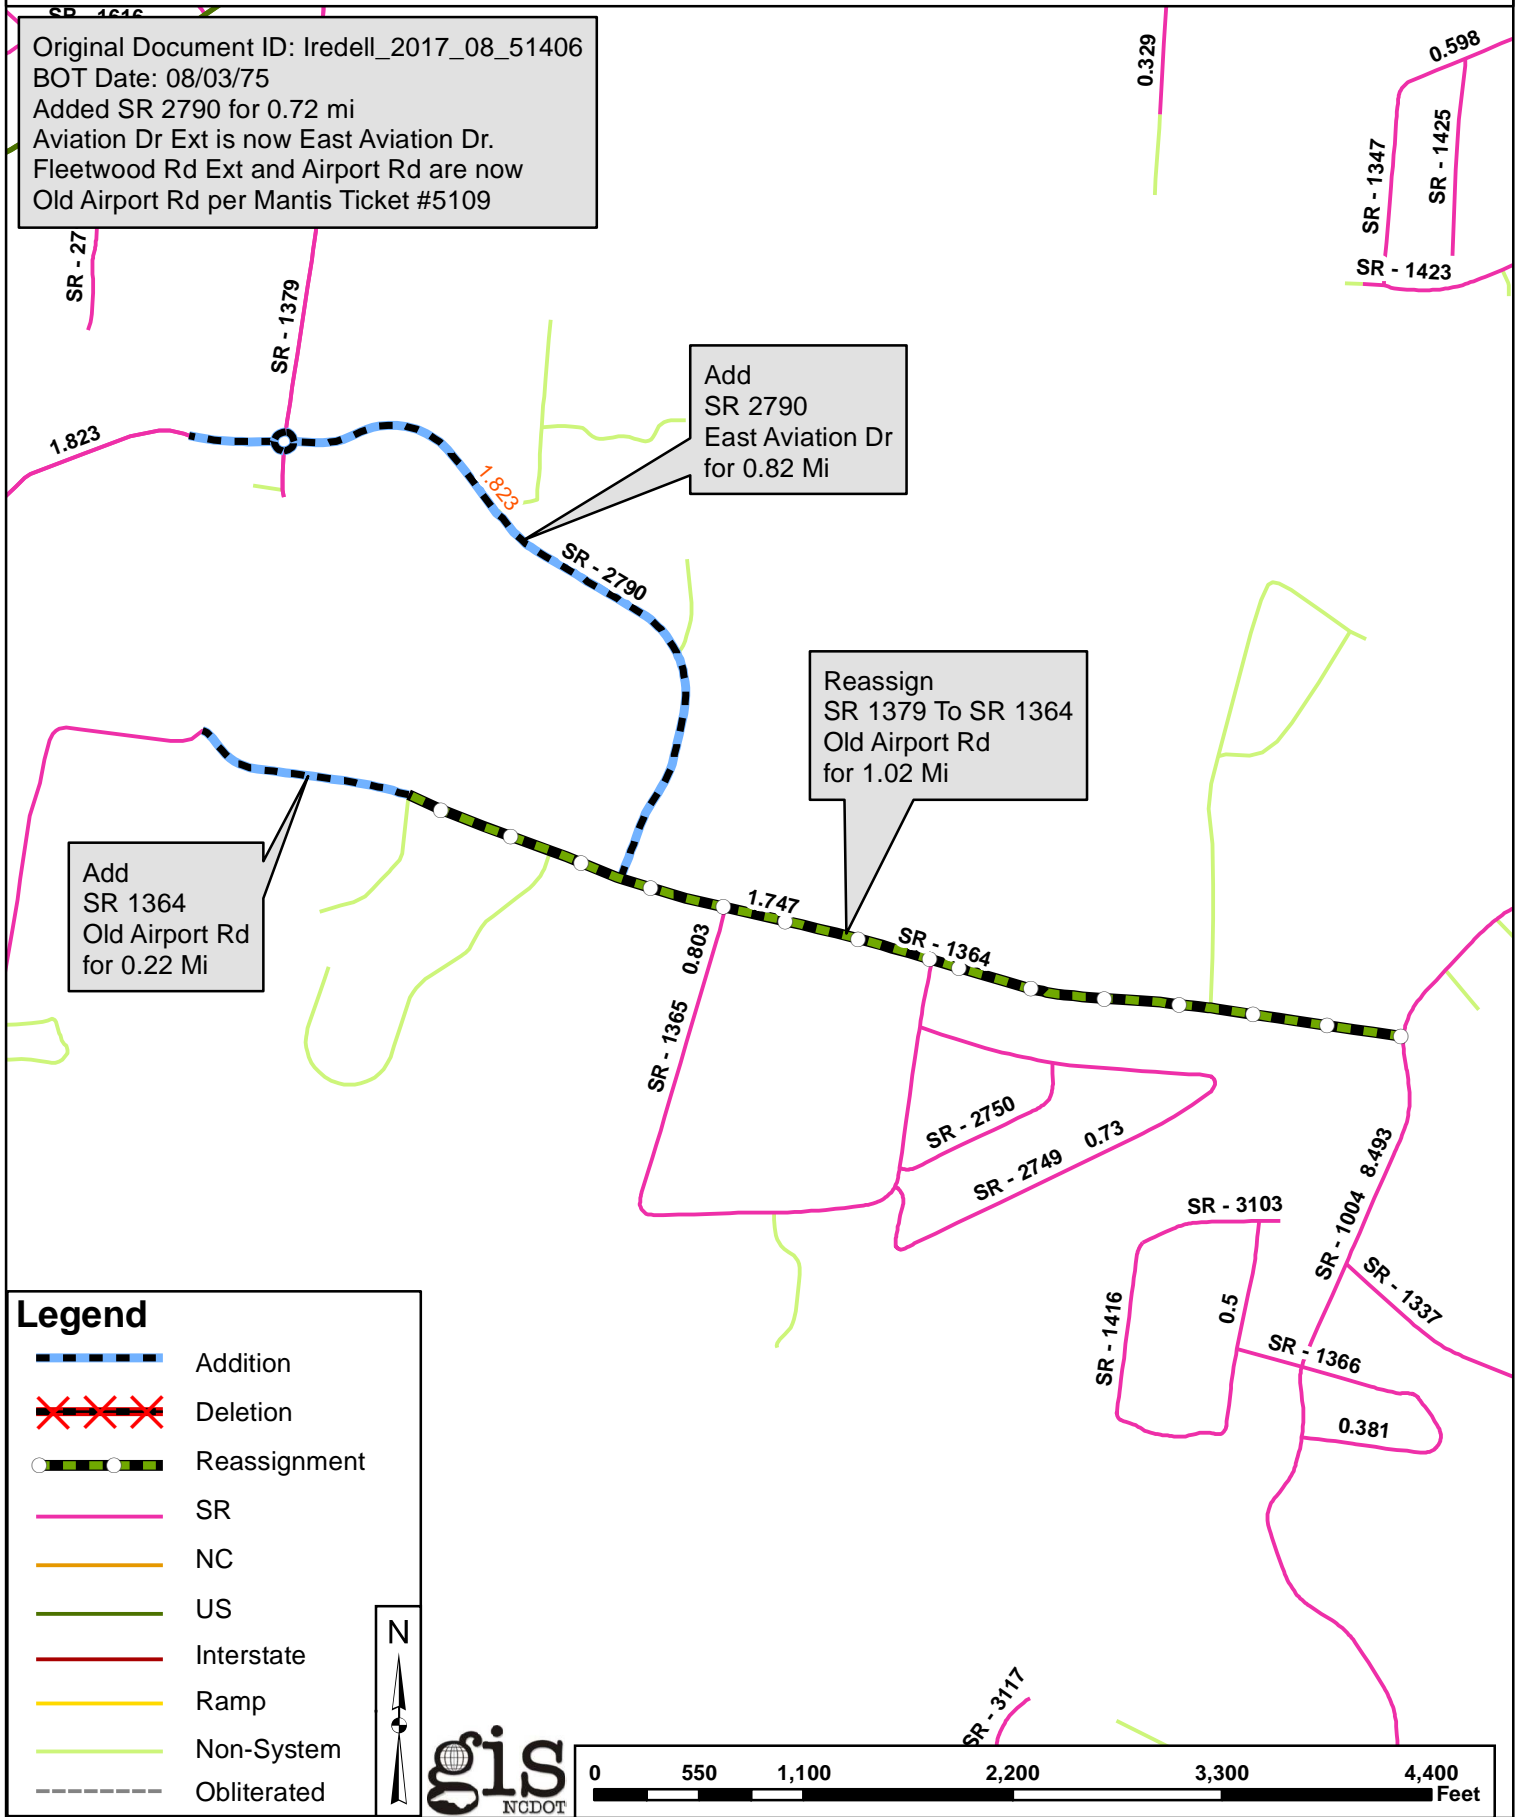 SR - 1616
Original Document ID: Iredell_2017_08_51406
BOT Date: 08/03/75
Added SR 2790 for 0.72 mi
Aviation Dr Ext is now East Aviation Dr.
Fleetwood Rd Ext and Airport Rd are now
Old Airport Rd per Mantis Ticket #5109
0.329
0.598
SR - 1347
SR - 1425
SR - 1423
SR - 27
SR - 1379
1.823
Add
SR 2790
East Aviation Dr
for 0.82 Mi
1.823
SR - 2790
Reassign
SR 1379 To SR 1364
Old Airport Rd
for 1.02 Mi
Add
SR 1364
Old Airport Rd
for 0.22 Mi
1.747
SR - 1364
SR - 1365 0.803
SR - 2750
SR - 2749 0.73
SR - 1004 8.493
SR - 3103
SR - 1416
0.5
SR - 1337
SR - 1366
0.381
SR - 3117
Legend
Addition
Deletion
Reassignment
SR
NC
US
Interstate
Ramp
Non-System
Obliterated
N
gis
NCDOT
0 550 1,100 2,200 3,300 4,400
Feet